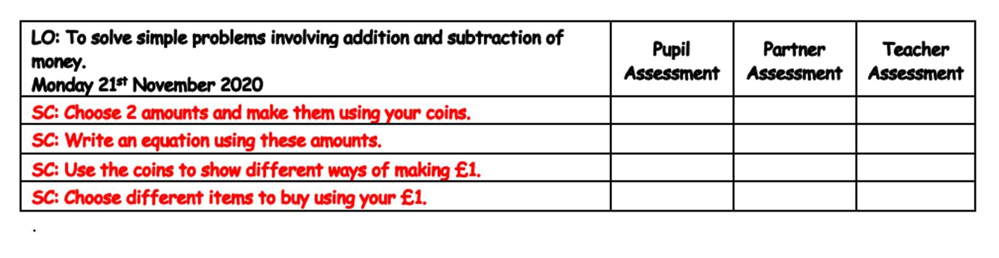 LO: To solve simple problems involving addition and subtraction of
money.
Monday 21st November 2020
Pupil
Assessment
Partner
Assessment
Teacher
Assessment
SC: Choose 2 amounts and make them using your coins.
SC: Write an equation using these amounts.
SC: Use the coins to show different ways of making £1.
SC: Choose different items to buy using your £1.
.